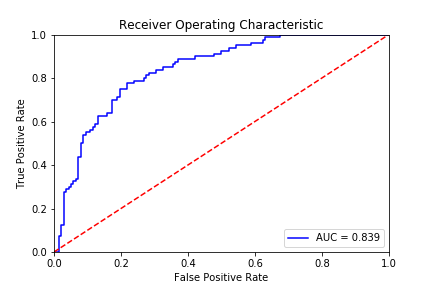 Receiver Operating Characteristic
True Positive Rate
1.0
0.8
0.6
0.4
0.2
0.0
AUC = 0.839
0.0 0.2 0.4 0.6 0.8 1.0
False Positive Rate